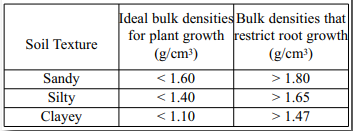 Soil Texture
Ideal bulk densities
for plant growth
(g/cm³)
Bulk densities that
restrict root growth
(g/cm³)
Sandy < 1.60 > 1.80
Silty < 1.40 > 1.65
Clayey < 1.10 > 1.47